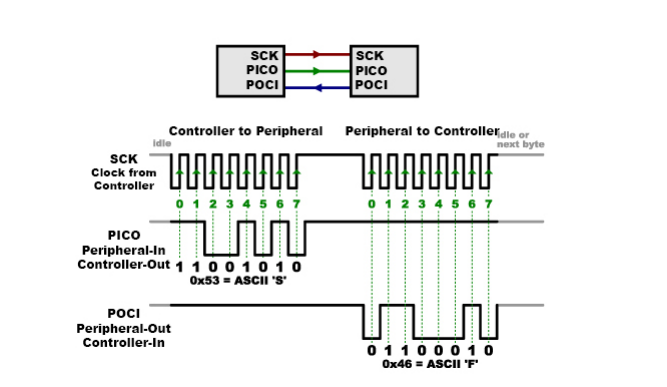 SCK SCK
PICO PICO
POCI POCI
Controller to Peripheral Peripheral to Controller
idle idle or
next byte
SCK
Clock from
Controller
0 1 2 3 4 5 6 7 0 1 2 3 4 5 6 7
PICO
Peripheral-In
Controller-Out 1 1 0 0 1 0 1 0
0x53 = ASCII 'S'
POCI
Peripheral-Out
Controller-In
0 1 1 0 0 0 1 0
0x46 = ASCII 'F'